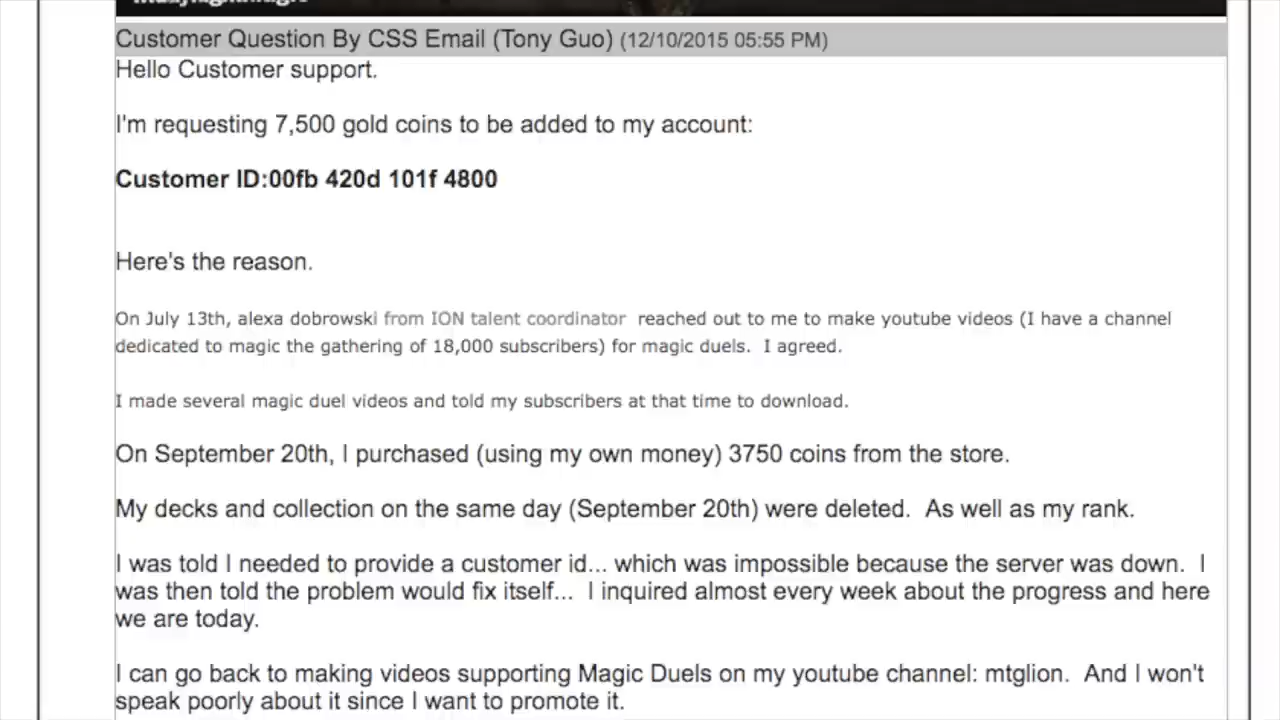 Customer Question By CSS Email (Tony Guo) (12/10/2015 05:55 PM)
Hello Customer support.
I'm requesting 7,500 gold coins to be added to my account:
Customer ID:00fb 420d 101f 4800
Here's the reason.
On July 13th, alexa dobrowski from ION talent coordinator reached out to me to make youtube videos (I have a channel
dedicated to magic the gathering of 18,000 subscribers) for magic duels.  I agreed.
I made several magic duel videos and told my subscribers at that time to download.
On September 20th, I purchased (using my own money) 3750 coins from the store.
My decks and collection on the same day (September 20th) were deleted.  As well as my rank.
I was told I needed to provide a customer id... which was impossible because the server was down.  I
was then told the problem would fix itself...  I inquired almost every week about the progress and here
we are today.
I can go back to making videos supporting Magic Duels on my youtube channel: mtglion.  And I won't
speak poorly about it since I want to promote it.